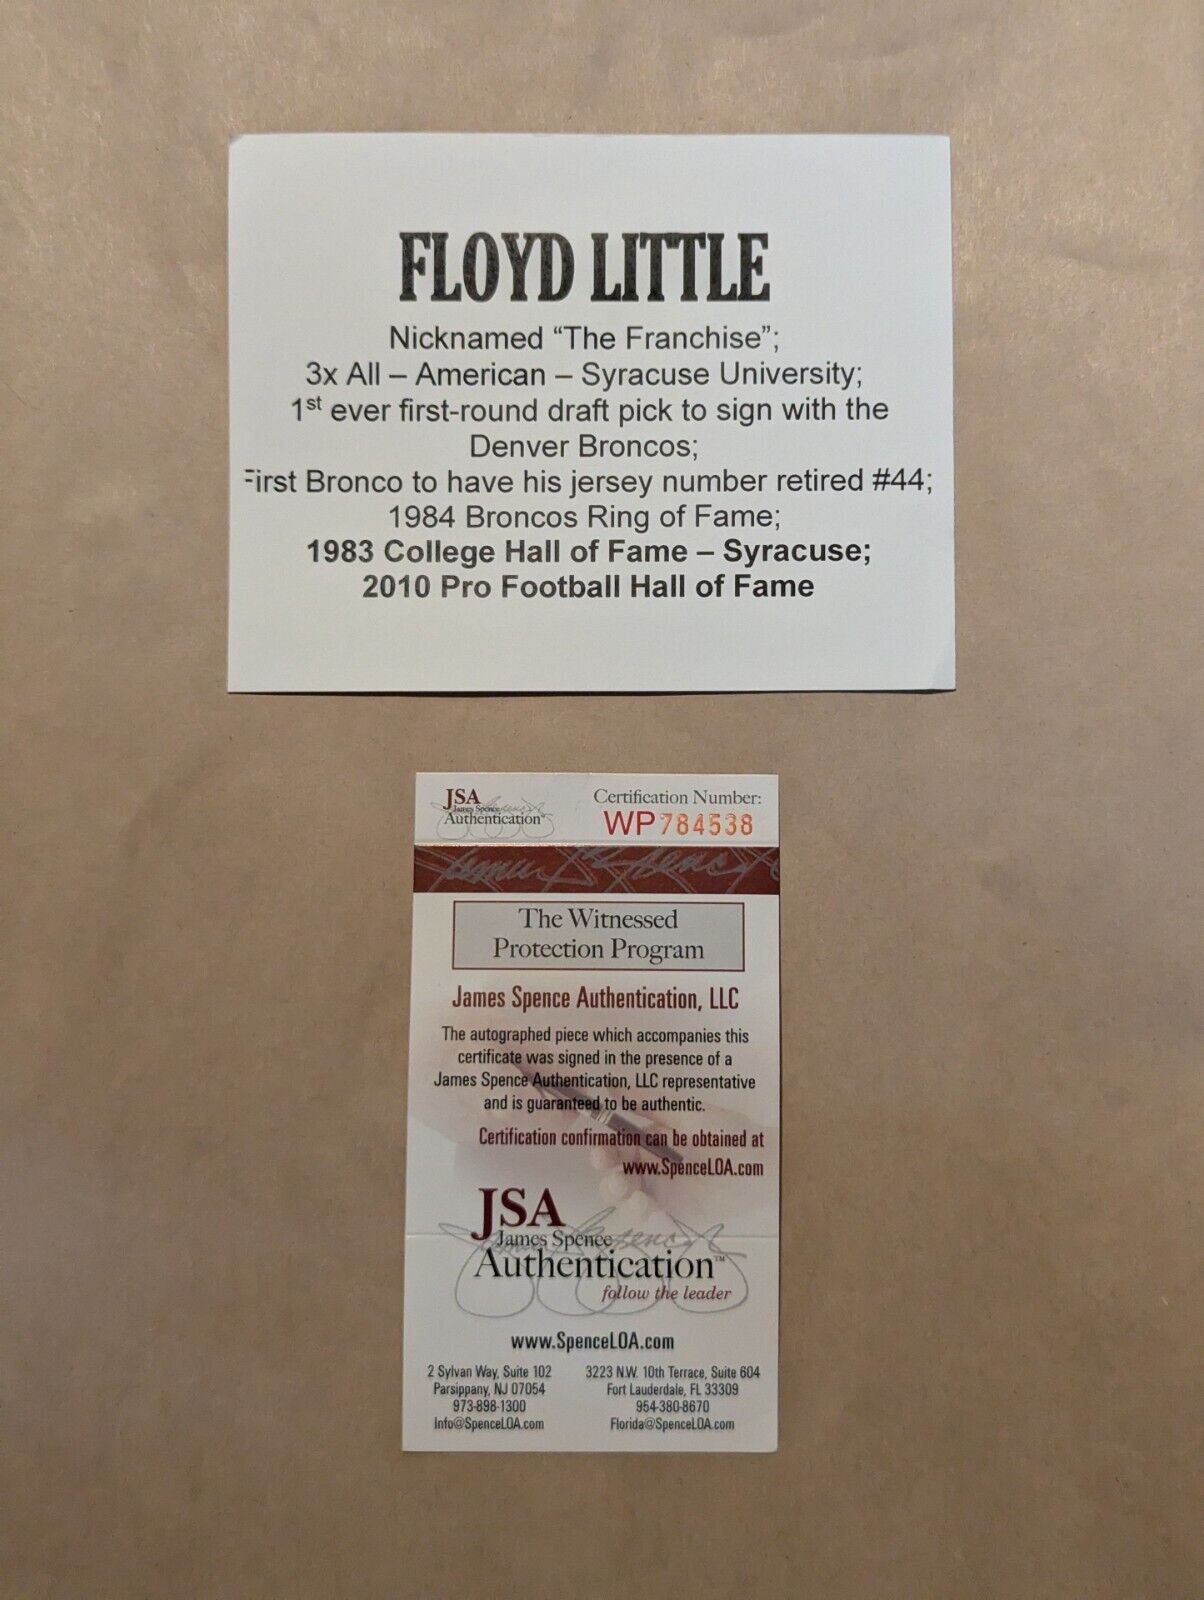 FLOYD LITTLE
Nicknamed “The Franchise”;
3x All – American – Syracuse University;
1st ever first-round draft pick to sign with the
Denver Broncos;
First Bronco to have his jersey number retired #44;
1984 Broncos Ring of Fame;
1983 College Hall of Fame – Syracuse;
2010 Pro Football Hall of Fame
JSA
James Spence
Authentication™
Certification Number:
WP784538
James Spence
The Witnessed
Protection Program
James Spence Authentication, LLC
The autographed piece which accompanies this
certificate was signed in the presence of a
James Spence Authentication, LLC representative
and is guaranteed to be authentic.
Certification confirmation can be obtained at
www.SpenceLOA.com
JSA
James Spence
Authentication™
follow the leader
www.SpenceLOA.com
2 Sylvan Way, Suite 102
Parsippany, NJ 07054
973-898-1300
Info@SpenceLOA.com
3223 N.W. 10th Terrace, Suite 604
Fort Lauderdale, FL 33309
954-380-8670
Florida@SpenceLOA.com